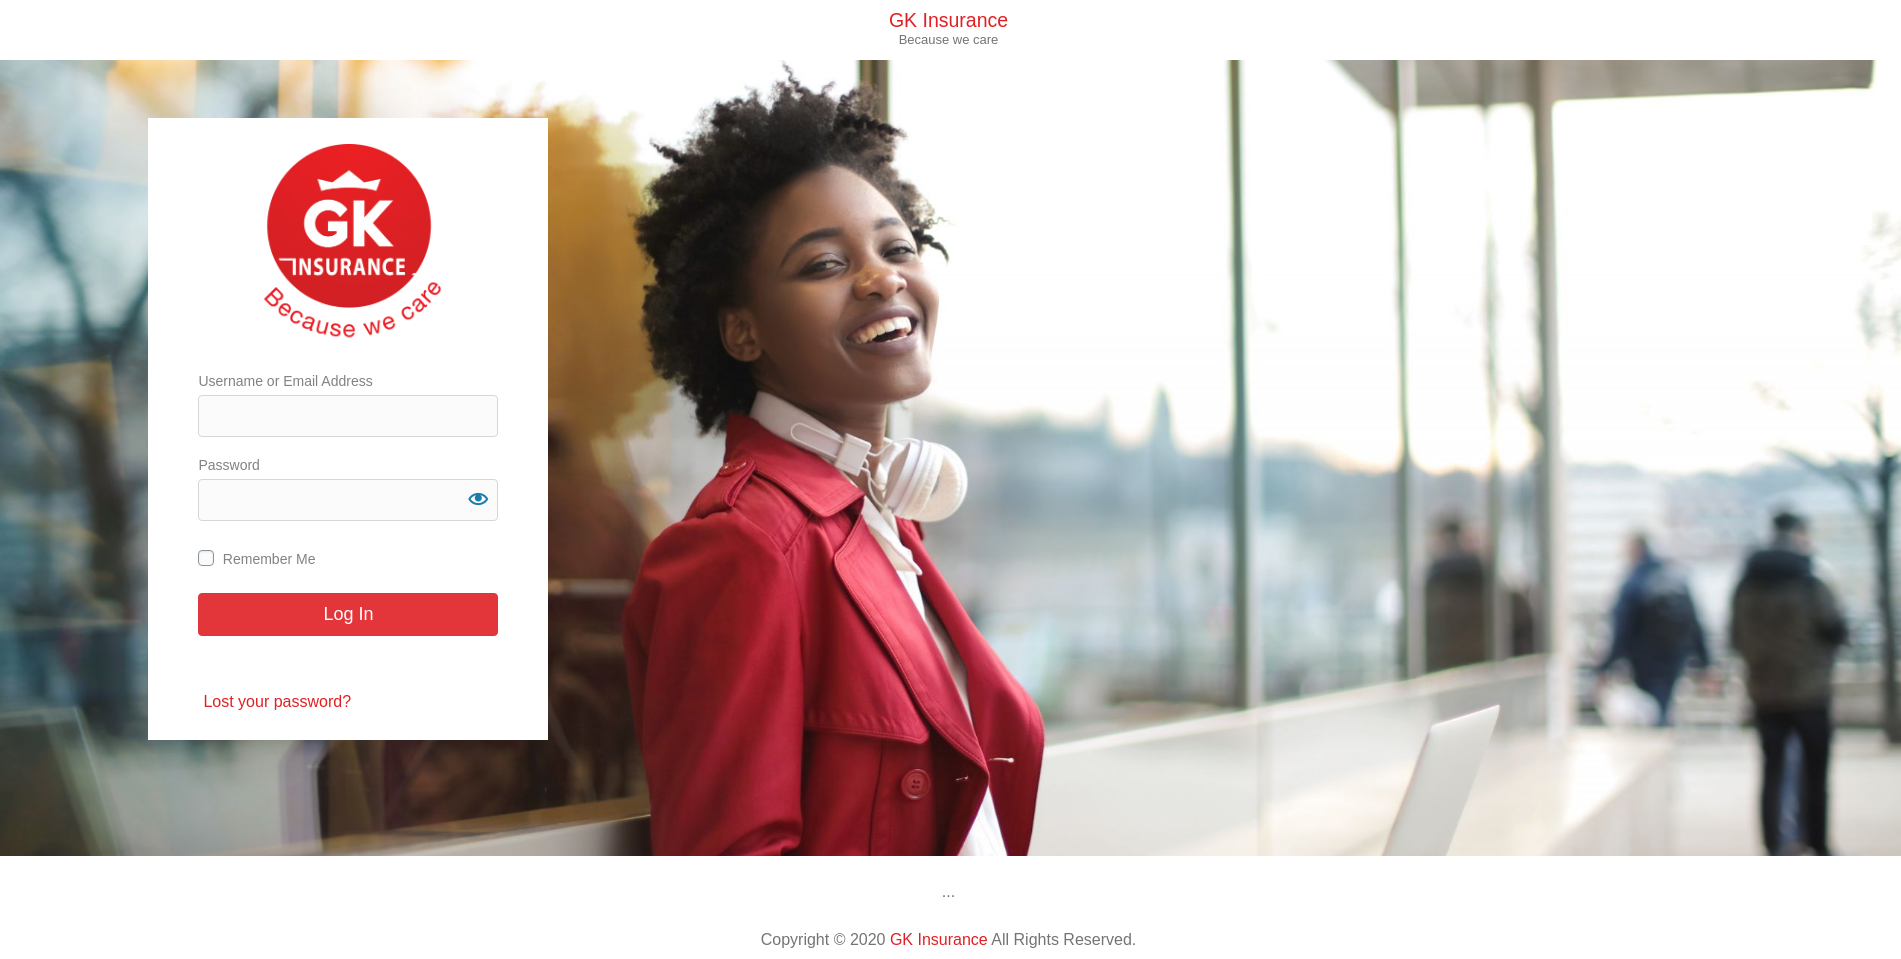 GK Insurance
Because we care
GK
INSURANCE
Because we care
Username or Email Address
Password
Remember Me
Log In
Lost your password?
...
Copyright © 2020 GK Insurance All Rights Reserved.